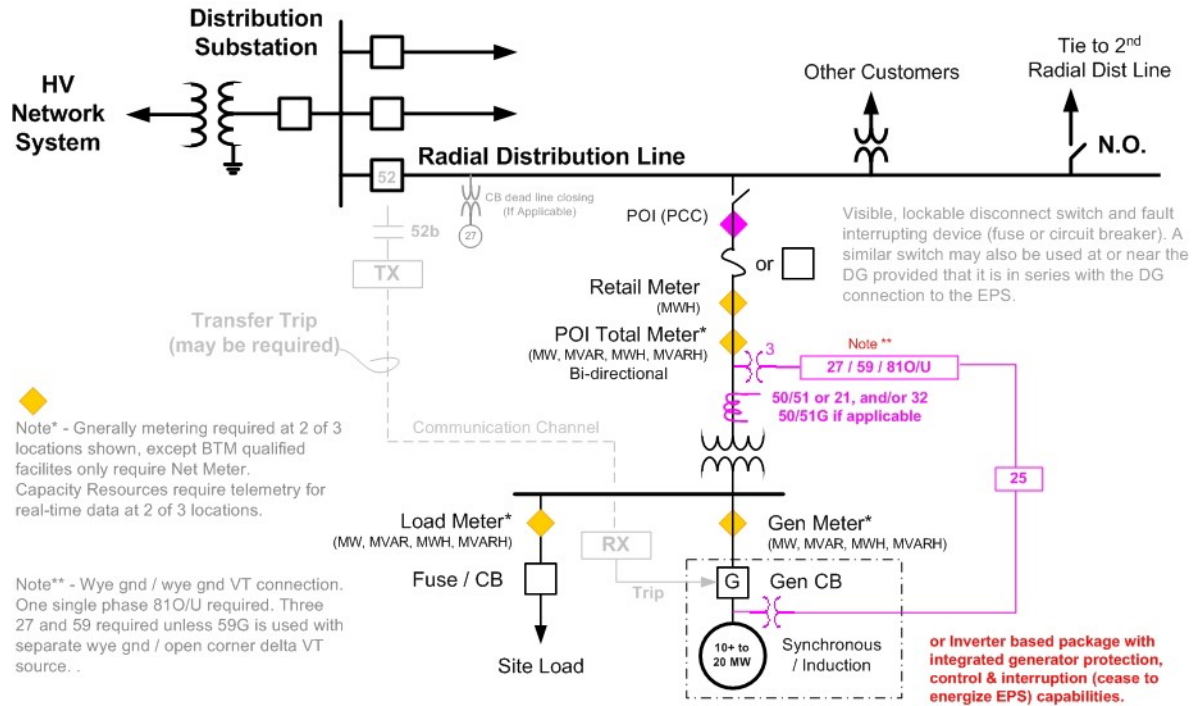 Distribution
Substation
HV
Network
System
Other Customers
Tie to 2nd
Radial Dist Line
N.O.
Radial Distribution Line
52
CB dead line closing
(If Applicable)
27
52b
TX
POI (PCC)
or
Visible, lockable disconnect switch and fault
interrupting device (fuse or circuit breaker). A
similar switch may also be used at or near the
DG provided that it is in series with the DG
connection to the EPS.
Retail Meter
(MWH)
Transfer Trip
(may be required)
POI Total Meter*
(MW, MVAR, MWH, MVARH)
Bi-directional
3
Note **
27 / 59 / 81O/U
50/51 or 21, and/or 32
50/51G if applicable
Note* - Gnerally metering required at 2 of 3
locations shown, except BTM qualified
facilites only require Net Meter.
Capacity Resources require telemetry for
real-time data at 2 of 3 locations.
Communication Channel
25
Load Meter*
(MW, MVAR, MWH, MVARH)
RX
Gen Meter*
(MW, MVAR, MWH, MVARH)
Fuse / CB
Trip
G
Gen CB
Note** - Wye gnd / wye gnd VT connection.
One single phase 81O/U required. Three
27 and 59 required unless 59G is used with
separate wye gnd / open corner delta VT
source. .
Site Load
10+ to
20 MW
Synchronous
/ Induction
or Inverter based package with
integrated generator protection,
control & interruption (cease to
energize EPS) capabilities.